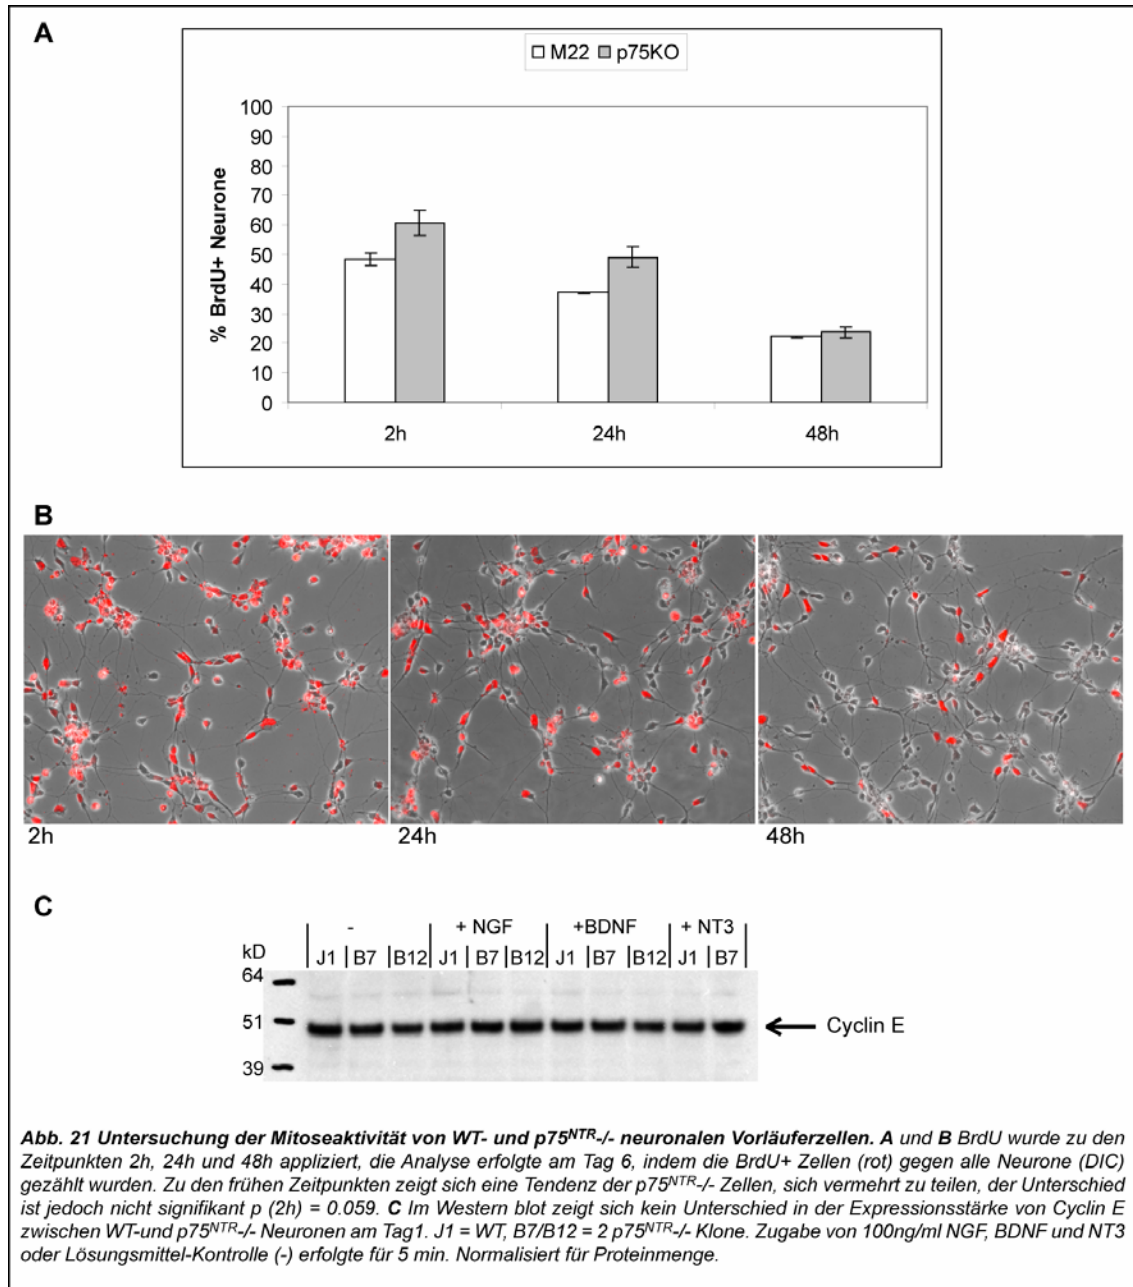 A
M22 p75KO
100
90
80
70
60
50
40
30
20
10
0
% BrdU+ Neurone
2h 24h 48h
B
2h 24h 48h
C
- + NGF +BDNF + NT3
kD J1 B7 B12 J1 B7 B12 J1 B7 B12 J1 B7
64
51
Cyclin E
39
Abb. 21 Untersuchung der Mitoseaktivität von WT- und p75NTR-/- neuronalen Vorläuferzellen. A und B BrdU wurde zu den
Zeitpunkten 2h, 24h und 48h appliziert, die Analyse erfolgte am Tag 6, indem die BrdU+ Zellen (rot) gegen alle Neurone (DIC)
gezählt wurden. Zu den frühen Zeitpunkten zeigt sich eine Tendenz der p75NTR-/- Zellen, sich vermehrt zu teilen, der Unterschied
ist jedoch nicht signifikant p (2h) = 0.059. C Im Western blot zeigt sich kein Unterschied in der Expressionsstärke von Cyclin E
zwischen WT-und p75NTR-/- Neuronen am Tag1. J1 = WT, B7/B12 = 2 p75NTR-/- Klone. Zugabe von 100ng/ml NGF, BDNF und NT3
oder Lösungsmittel-Kontrolle (-) erfolgte für 5 min. Normalisiert für Proteinmenge.